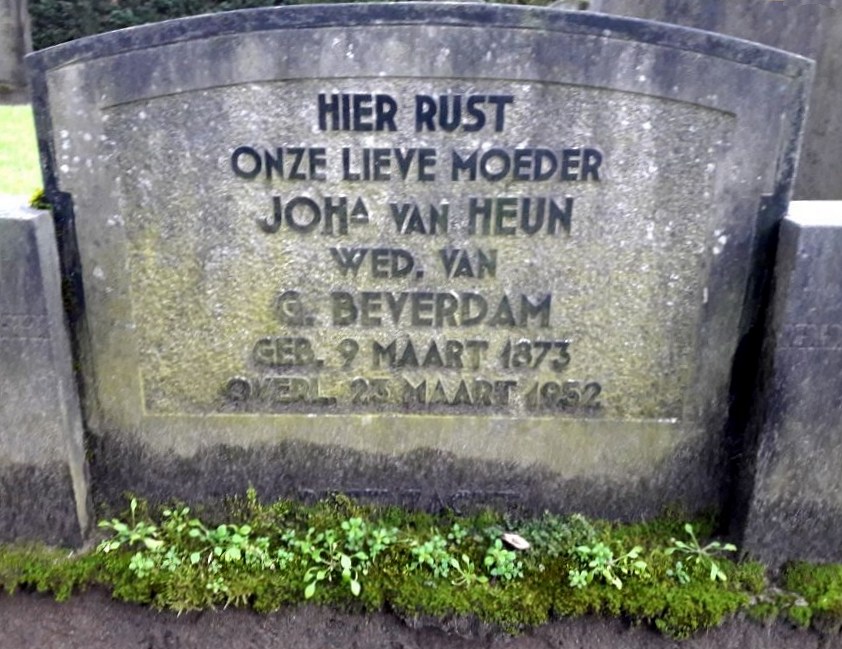 HIER RUST
ONZE LIEVE MOEDER
JOHA VAN HEUN
WED. VAN
G. BEVERDAM
GEB. 9 MAART 1873
OVERL. 23 MAART 1952